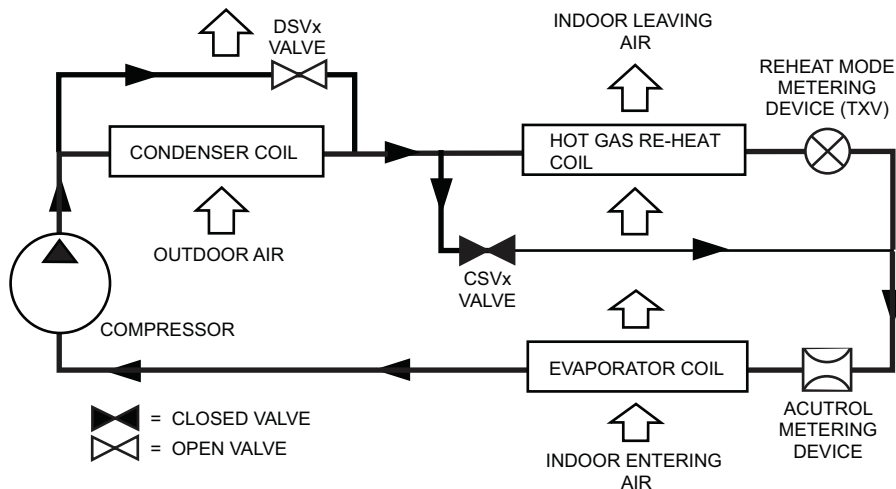 DSVx
VALVE
INDOOR LEAVING
AIR
REHEAT MODE
METERING
DEVICE (TXV)
CONDENSER COIL
HOT GAS RE-HEAT
COIL
OUTDOOR AIR
CSVx
VALVE
COMPRESSOR
EVAPORATOR COIL
ACUTROL
METERING
DEVICE
= CLOSED VALVE
= OPEN VALVE
INDOOR ENTERING
AIR